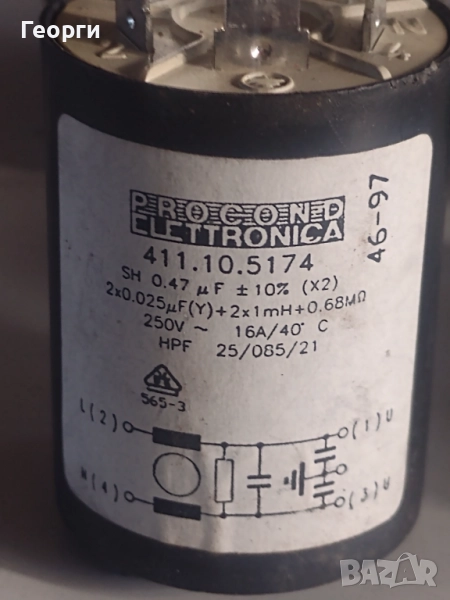 Георги
PROCOND
ELETTRONICA
46-97
411.10.5174
SH 0.47 µF ±10% (X2)
2x0.025µF(Y)+2x1mH+0.68MΩ
250V ~ 16A/40° C
HPF 25/085/21
565-3
L(2) (1)U
N(4) (3)U
BAZAR